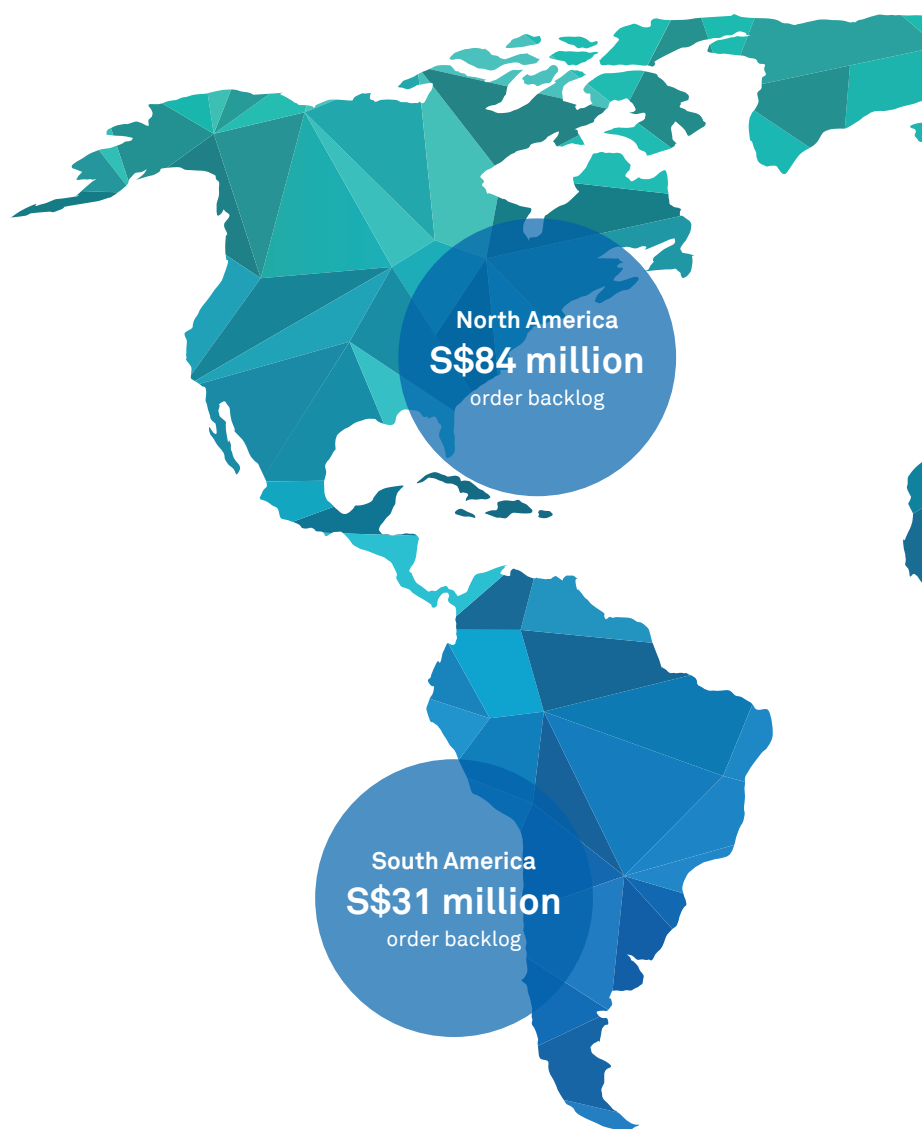 North America
S$84 million
order backlog
South America
S$31 million
order backlog